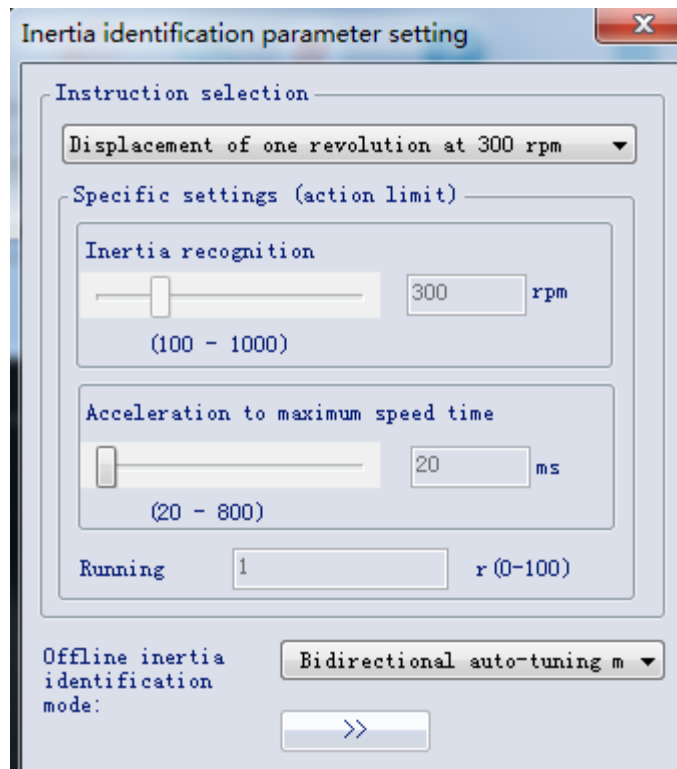 Inertia identification parameter setting
x
Instruction selection
Displacement of one revolution at 300 rpm
Specific settings (action limit)
Inertia recognition
300 rpm
(100 - 1000)
Acceleration to maximum speed time
20 ms
(20 - 800)
Running 1 r(0-100)
Offline inertia
identification
mode:
Bidirectional auto-tuning m
>>